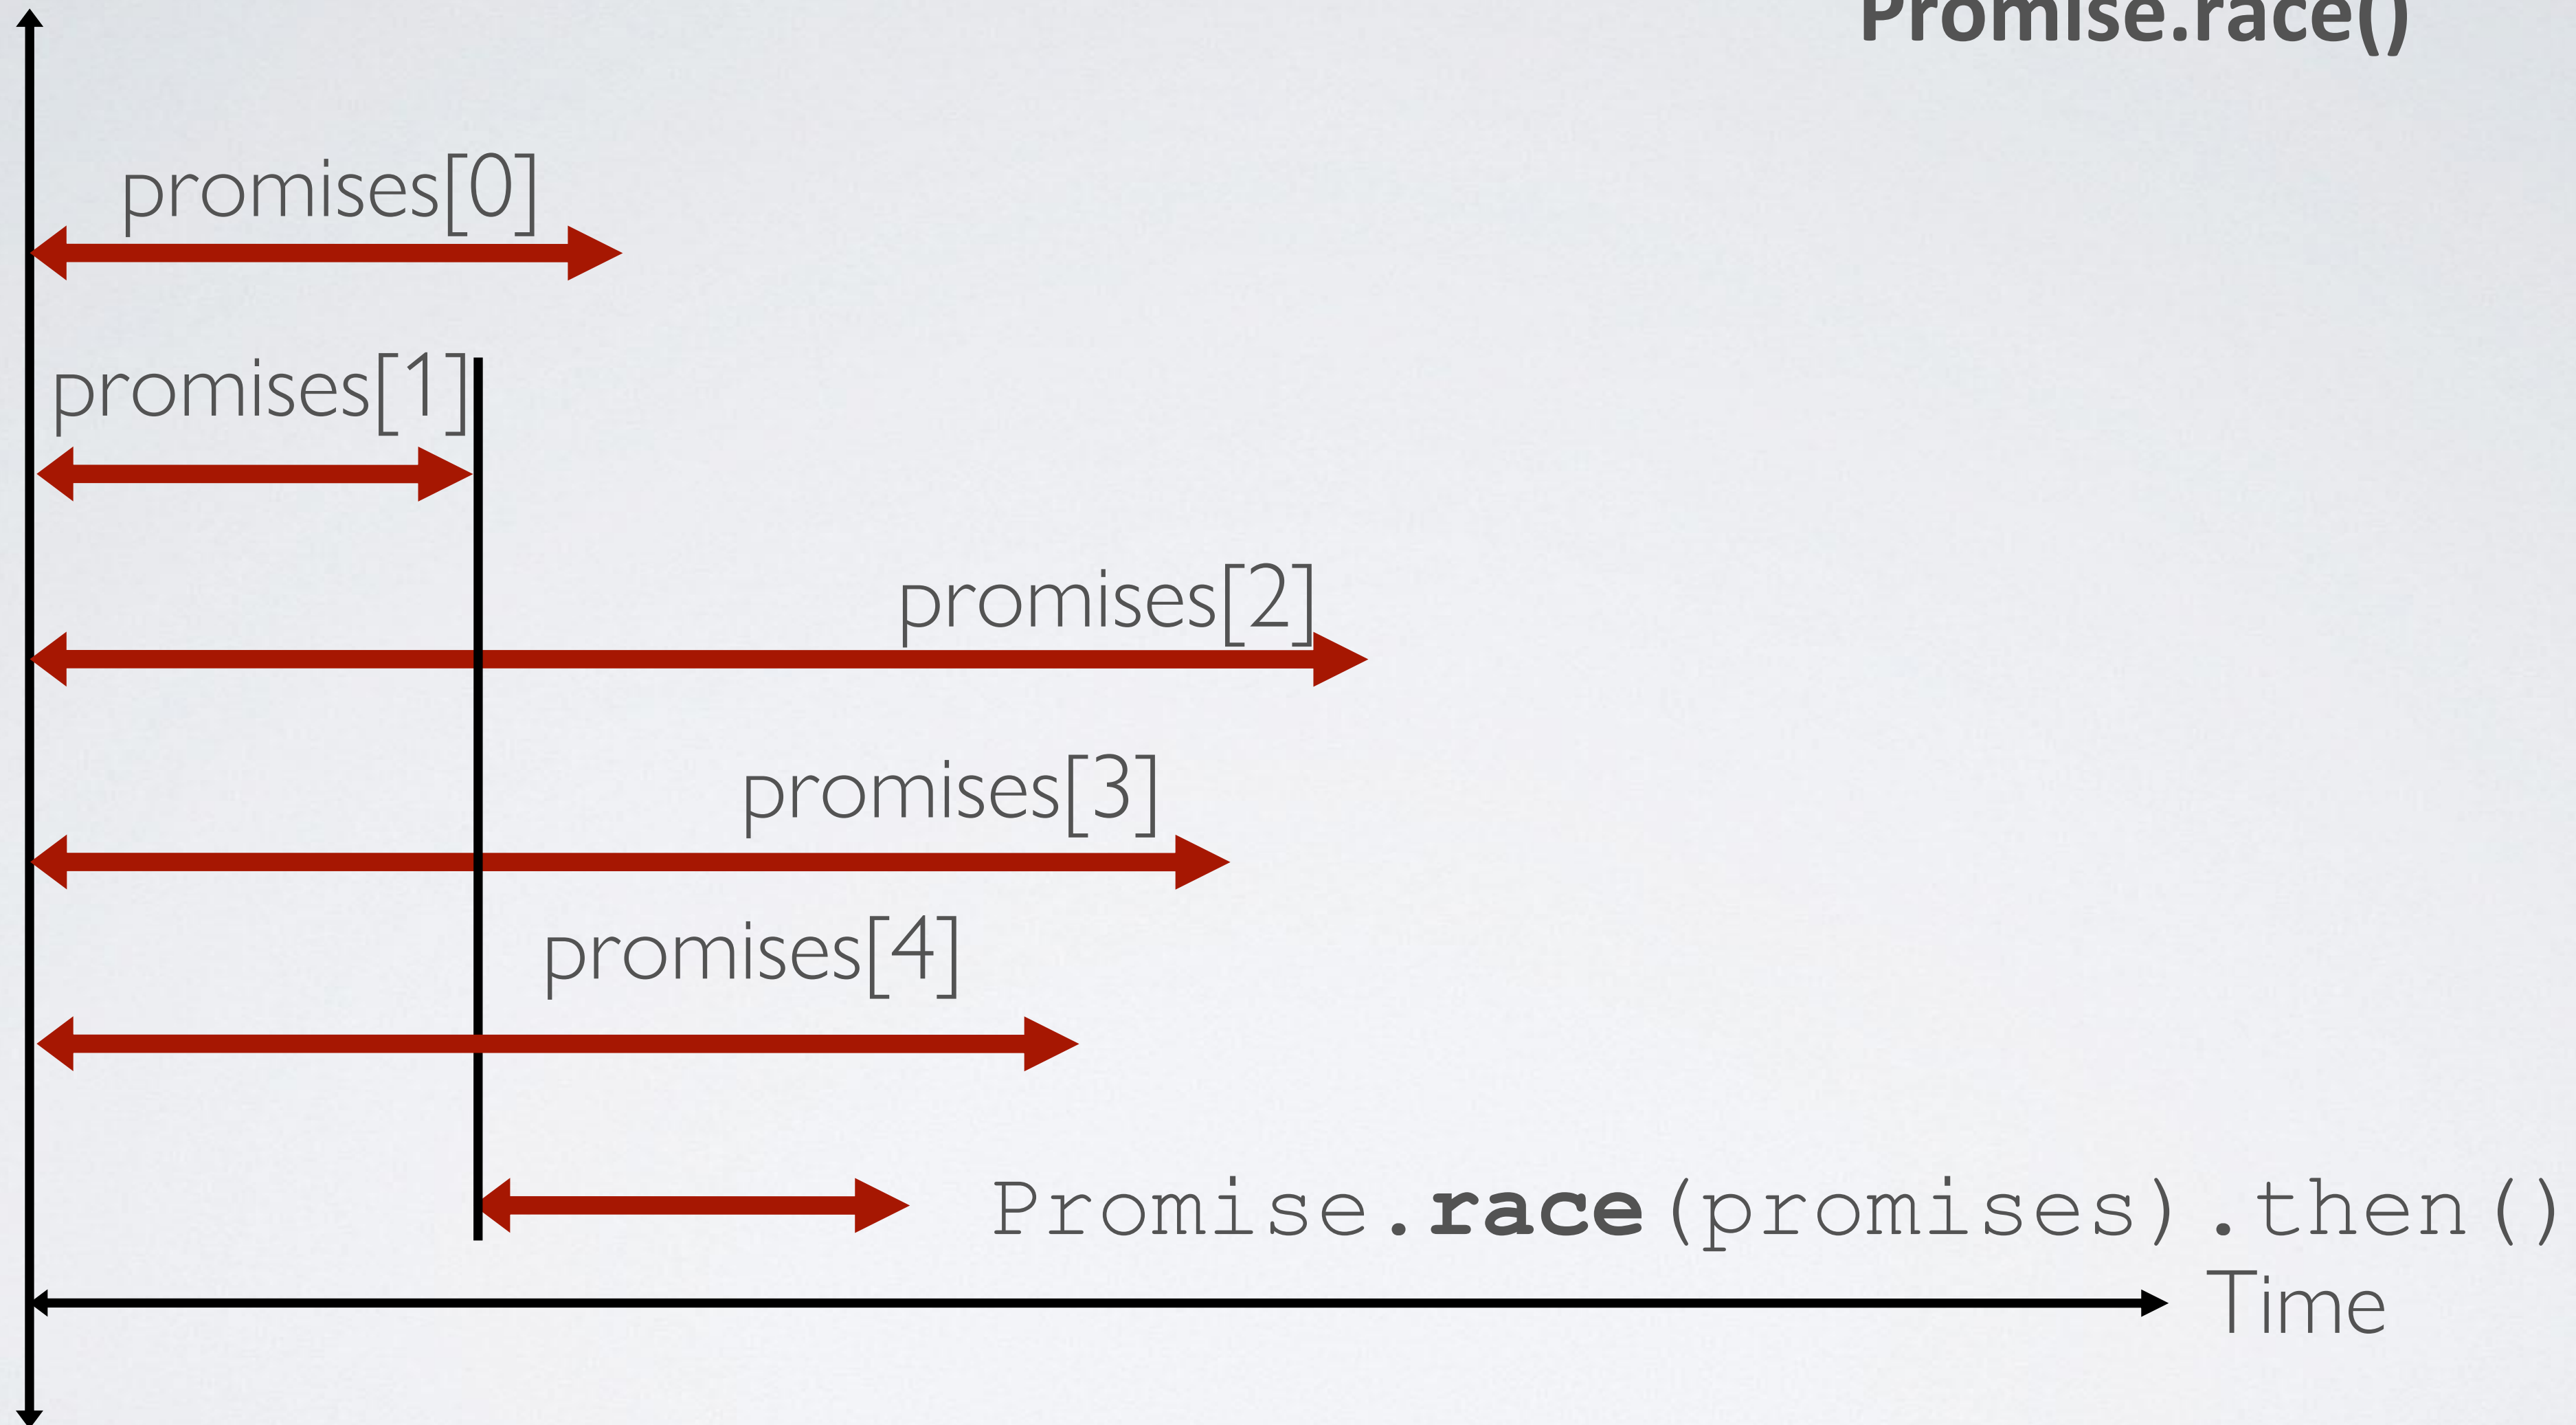 Promise.race()
promises[0]
promises[1]
promises[2]
promises[3]
promises[4]
Promise.race(promises).then()
Time